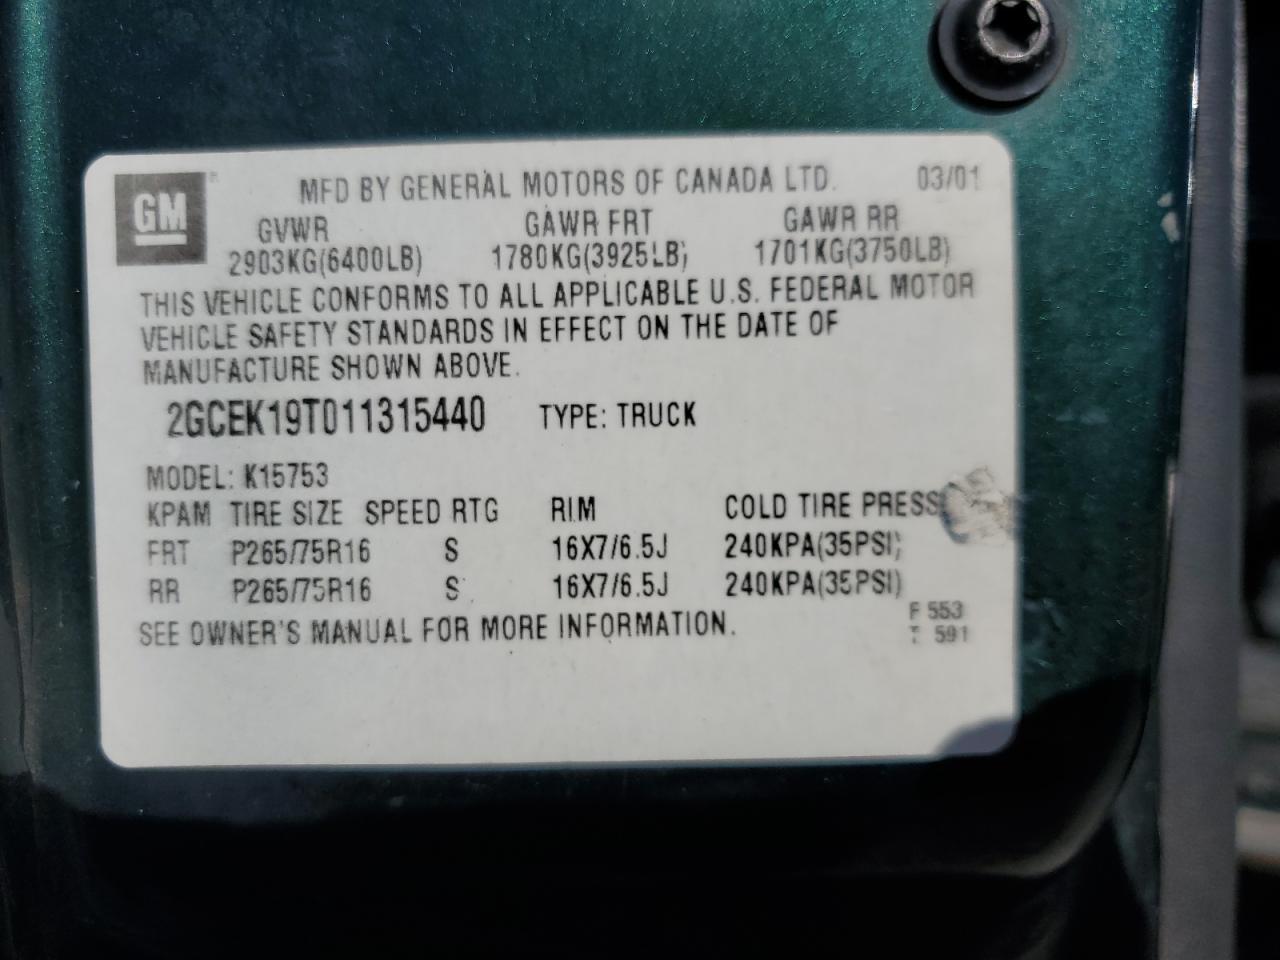 GM®
MFD BY GENERAL MOTORS OF CANADA LTD. 03/01
GVWR GAWR FRT GAWR RR
2903KG(6400LB) 1780KG(3925LB) 1701KG(3750LB)
THIS VEHICLE CONFORMS TO ALL APPLICABLE U.S. FEDERAL MOTOR
VEHICLE SAFETY STANDARDS IN EFFECT ON THE DATE OF
MANUFACTURE SHOWN ABOVE.
2GCEK19T011315440 TYPE: TRUCK
MODEL: K15753
KPAM TIRE SIZE SPEED RTG RIM COLD TIRE PRESS
FRT P265/75R16 S 16X7/6.5J 240KPA(35PSI)
RR P265/75R16 S 16X7/6.5J 240KPA(35PSI)
SEE OWNER'S MANUAL FOR MORE INFORMATION.
F 553
591